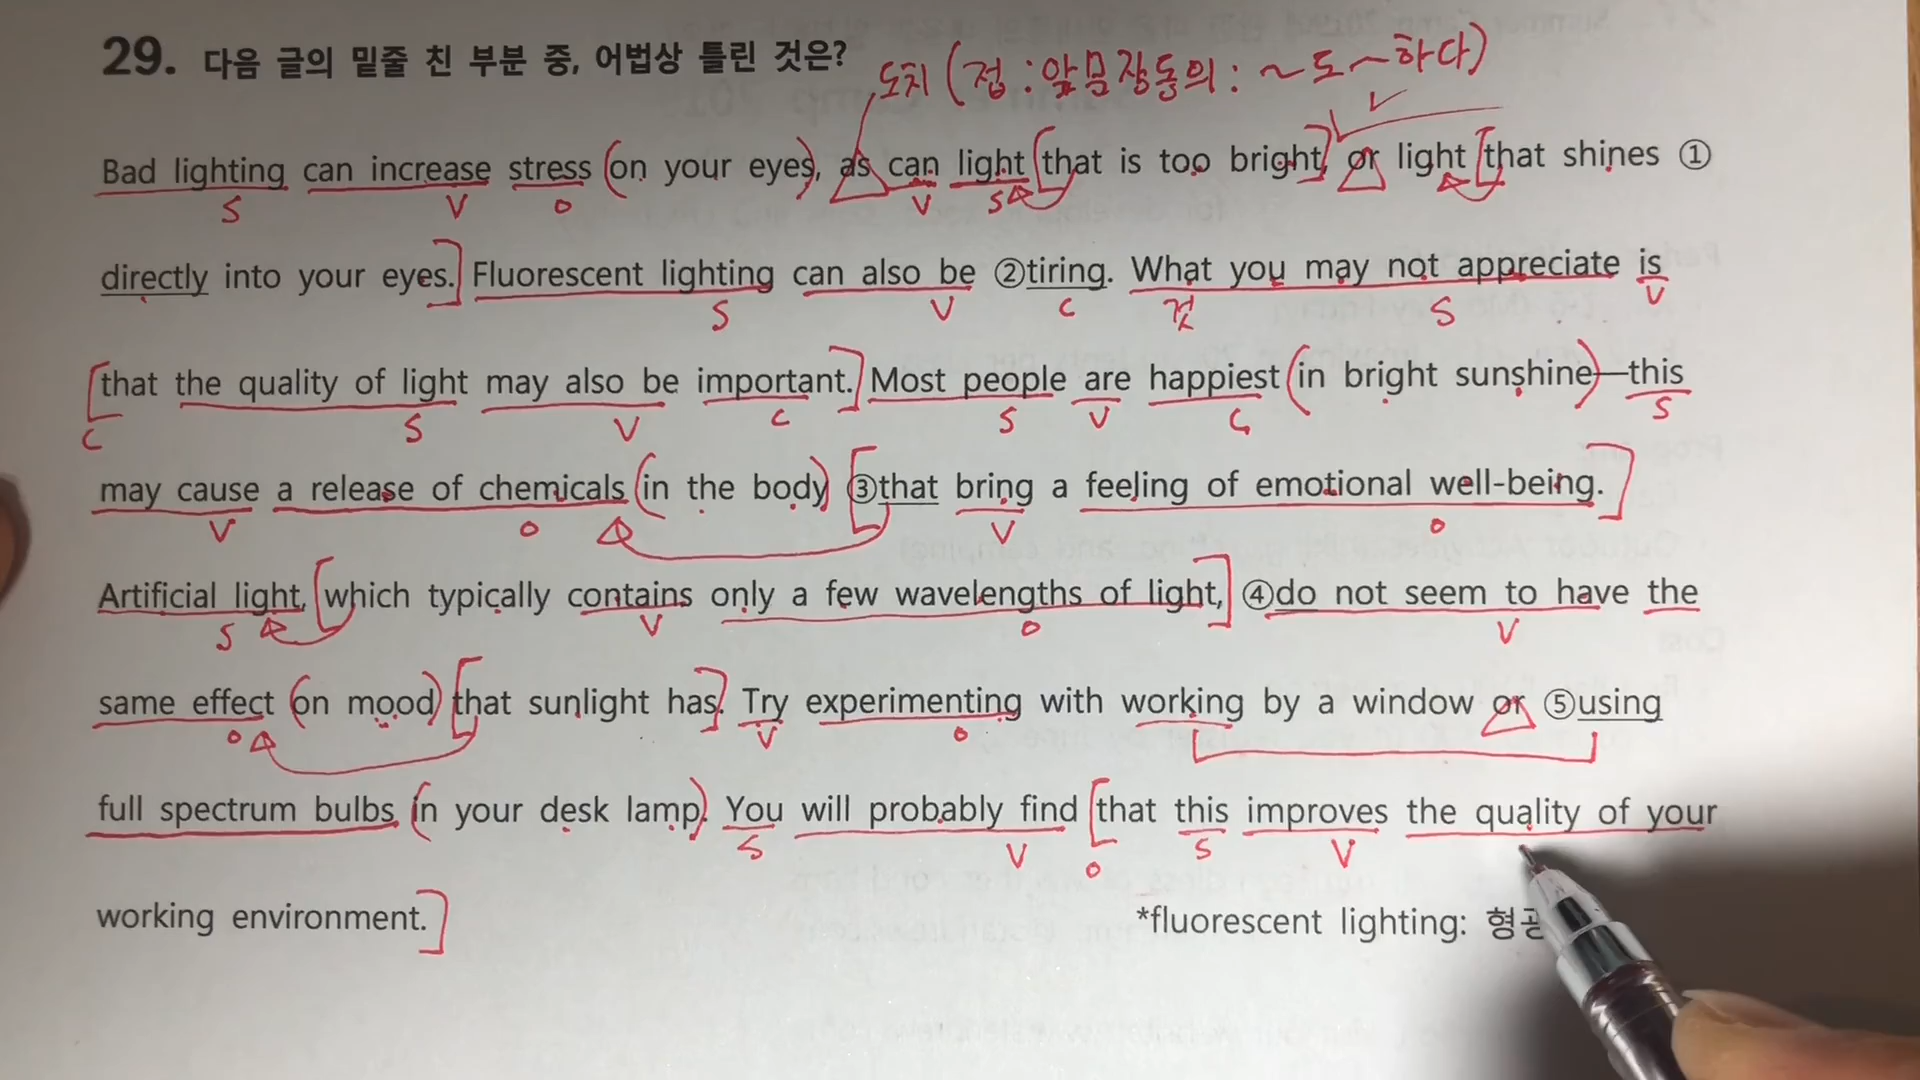 29. 다음 글의 밑줄 친 부분 중, 어법상 틀린 것은?
도치 (접 : 앞문장동의 : ~도~하다)
Bad lighting can increase stress (on your eyes), as can light [that is too bright] or light [that shines ①
S V O V S
directly into your eyes.] Fluorescent lighting can also be ②tiring. What you may not appreciate is
S V C 것 S V
[that the quality of light may also be important.] Most people are happiest (in bright sunshine)—this
C S V C S V C S
may cause a release of chemicals (in the body) [③that bring a feeling of emotional well-being.]
V O V O
Artificial light, [which typically contains only a few wavelengths of light,] ④do not seem to have the
S V O V
same effect (on mood) [that sunlight has]. Try experimenting with working by a window or ⑤using
O V O
full spectrum bulbs (in your desk lamp). You will probably find [that this improves the quality of your
S V O S V
working environment.]
*fluorescent lighting: